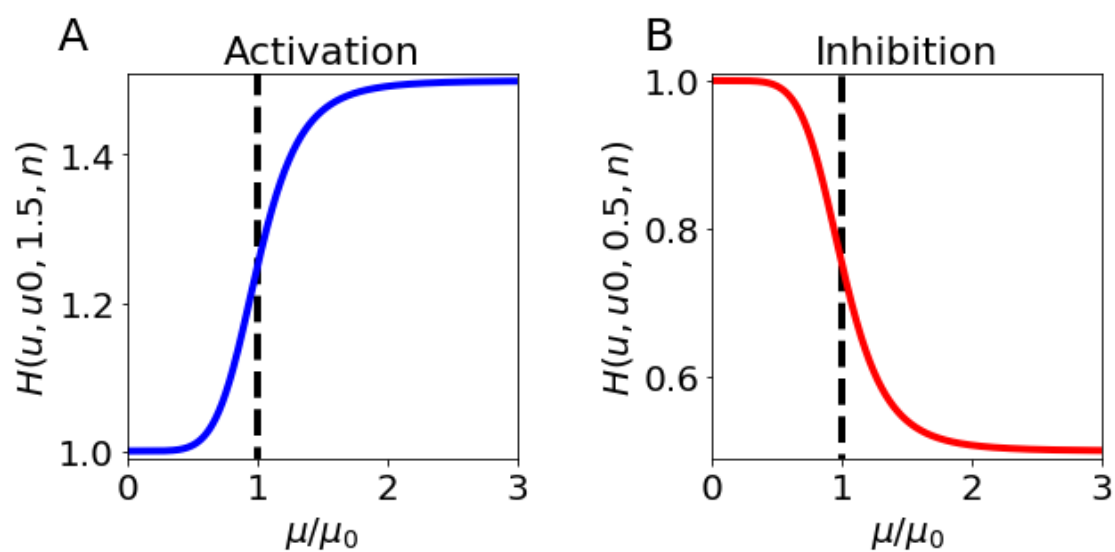 A
Activation
H(u, u0, 1.5, n)
1.4
1.2
1.0
0 1 2 3
μ/μ₀
B
Inhibition
H(u, u0, 0.5, n)
1.0
0.8
0.6
0 1 2 3
μ/μ₀